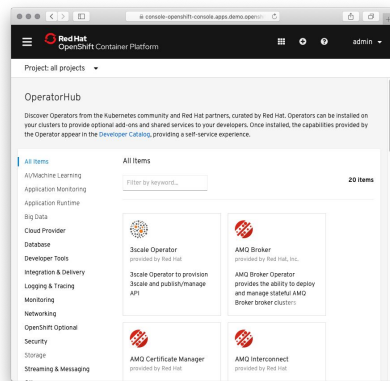 console-openshift-console.apps.demo.opensh
Red Hat
OpenShift Container Platform
admin
Project: all projects
OperatorHub
Discover Operators from the Kubernetes community and Red Hat partners, curated by Red Hat. Operators can be installed on
your clusters to provide optional add-ons and shared services to your developers. Once installed, the capabilities provided by
the Operator appear in the Developer Catalog, providing a self-service experience.
All Items
AI/Machine Learning
Application Monitoring
Application Runtime
Big Data
Cloud Provider
Database
Developer Tools
Integration & Delivery
Logging & Tracing
Monitoring
Networking
OpenShift Optional
Security
Storage
Streaming & Messaging
All Items
Filter by keyword...
20 items
3scale Operator
provided by Red Hat
3scale Operator to provision
3scale and publish/manage
API
AMQ Broker
provided by Red Hat, Inc.
AMQ Broker Operator
provides the ability to deploy
and manage stateful AMQ
Broker broker clusters
AMQ Certificate Manager
provided by Red Hat
AMQ Interconnect
provided by Red Hat